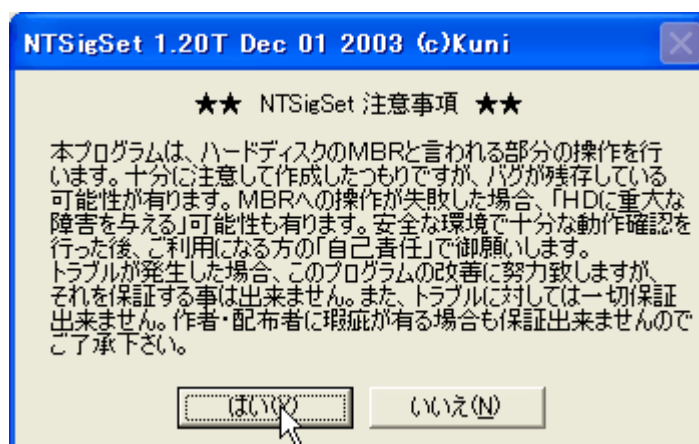 NTSigSet 1.20T Dec 01 2003 (c)Kuni
★★ NTSigSet 注意事項 ★★
本プログラムは、ハードディスクのMBRと言われる部分の操作を行
います。十分に注意して作成したつもりですが、バグが残存している
可能性が有ります。MBRへの操作が失敗した場合、「HDに重大な
障害を与える」可能性も有ります。安全な環境で十分な動作確認を
行った後、ご利用になる方の「自己責任」で御願いします。
トラブルが発生した場合、このプログラムの改善に努力致しますが、
それを保証する事は出来ません。また、トラブルに対しては一切保証
出来ません。作者・配布者に瑕疵が有る場合も保証出来ませんので
ご了承下さい。
はい(Y) いいえ(N)